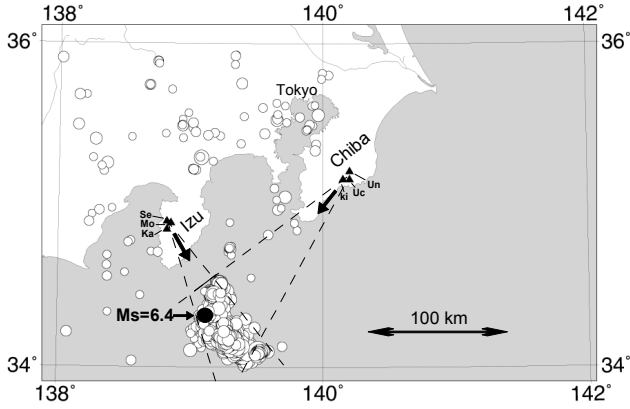 138˚ 140˚ 142˚
36˚ 36˚
Tokyo
Chiba
Un
Uc
ki
Se
Mo
Ka
Izu
Ms=6.4
100 km
34˚ 34˚
138˚ 140˚ 142˚